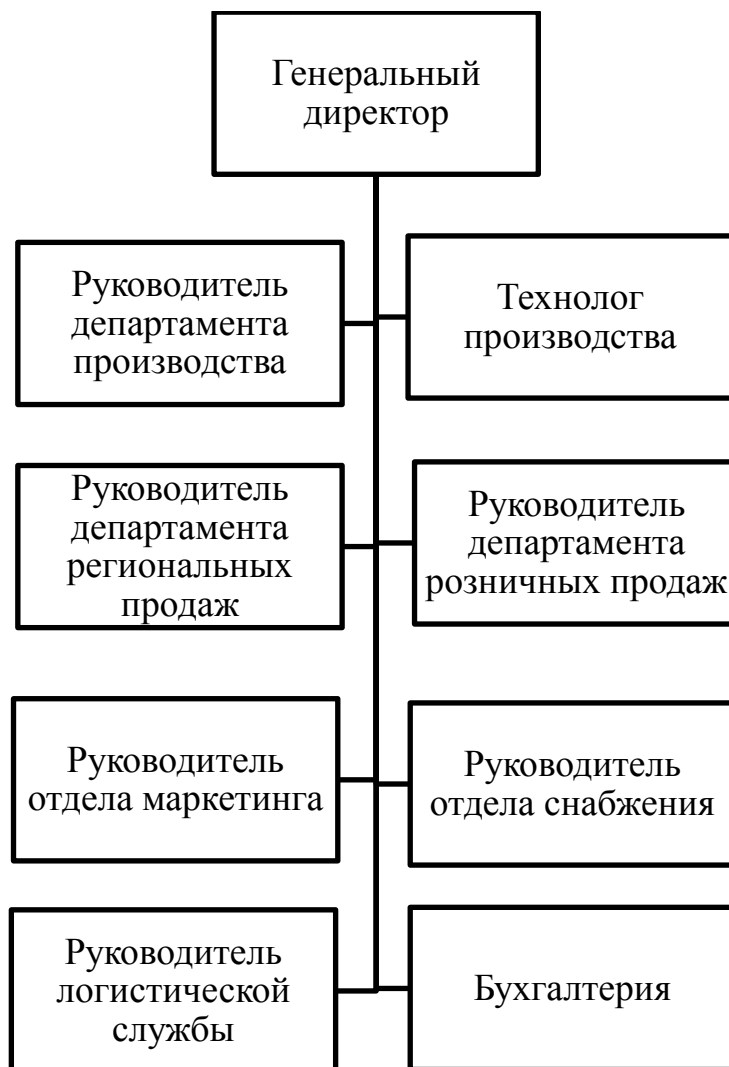 Генеральный
директор
Руководитель
департамента
производства
Технолог
производства
Руководитель
департамента
региональных
продаж
Руководитель
департамента
розничных продаж
Руководитель
отдела маркетинга
Руководитель
отдела снабжения
Руководитель
логистической
службы
Бухгалтерия